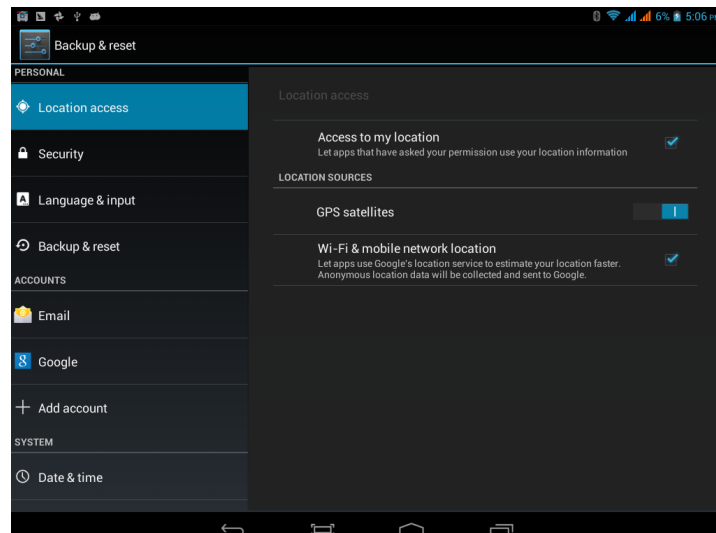 6% 5:06 PM
Backup & reset
PERSONAL
Location access
Security
Language & input
Backup & reset
ACCOUNTS
Email
Google
Add account
SYSTEM
Date & time
Location access
Access to my location
Let apps that have asked your permission use your location information
LOCATION SOURCES
GPS satellites
Wi-Fi & mobile network location
Let apps use Google's location service to estimate your location faster.
Anonymous location data will be collected and sent to Google.